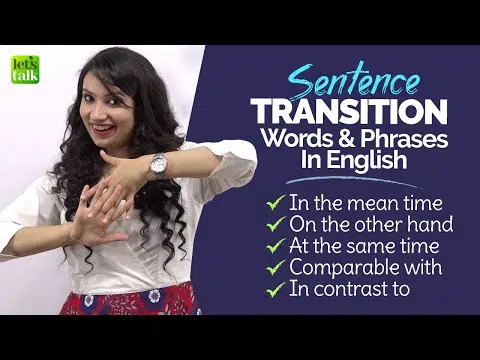 let's
talk
Sentence
TRANSITION
Words & Phrases
In English
✓ In the mean time
✓ On the other hand
✓ At the same time
✓ Comparable with
✓ In contrast to